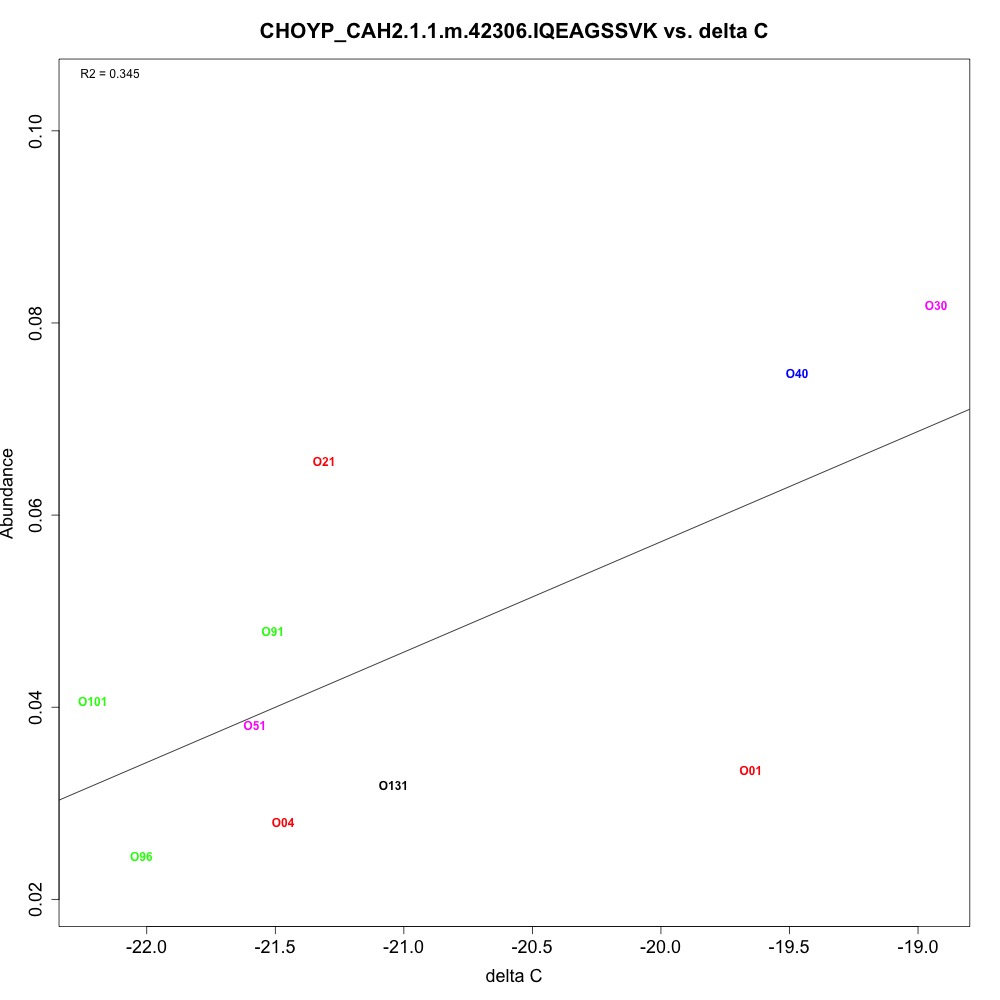 CHOYP_CAH2.1.1.m.42306.IQEAGSSVK vs. delta C
R2 = 0.345
0.10
0.08
0.06
0.04
0.02
Abundance
O30
O40
O21
O91
O101
O51
O01
O131
O04
O96
-22.0 -21.5 -21.0 -20.5 -20.0 -19.5 -19.0
delta C